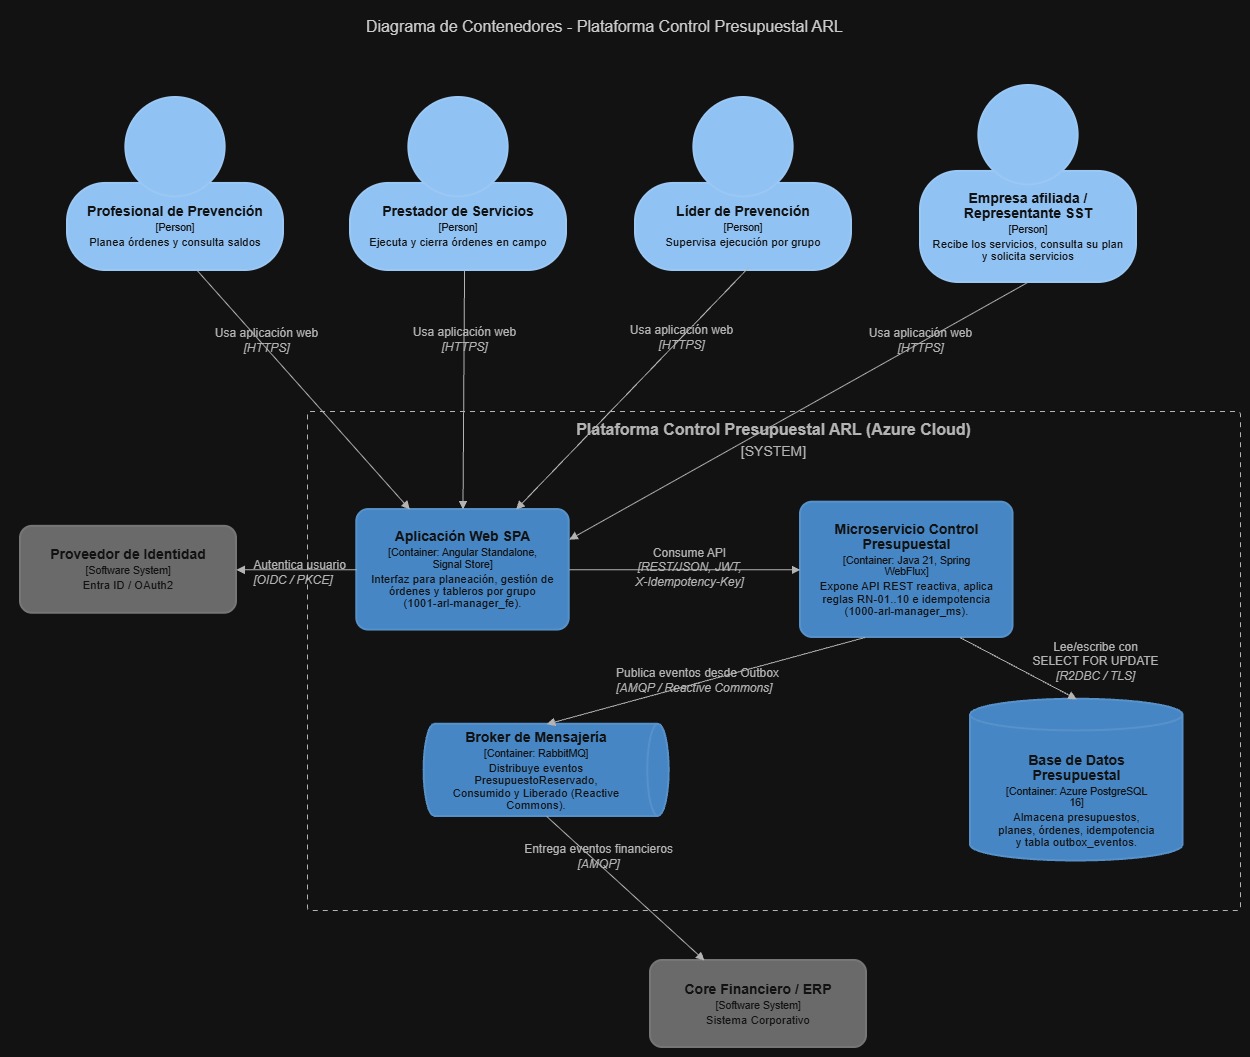 Diagrama de Contenedores - Plataforma Control Presupuestal ARL
Profesional de Prevención
[Person]
Planea órdenes y consulta saldos
Prestador de Servicios
[Person]
Ejecuta y cierra órdenes en campo
Líder de Prevención
[Person]
Supervisa ejecución por grupo
Empresa afiliada /
Representante SST
[Person]
Recibe los servicios, consulta su plan
y solicita servicios
Usa aplicación web
[HTTPS]
Usa aplicación web
[HTTPS]
Usa aplicación web
[HTTPS]
Usa aplicación web
[HTTPS]
Plataforma Control Presupuestal ARL (Azure Cloud)
[SYSTEM]
Proveedor de Identidad
[Software System]
Entra ID / OAuth2
Autentica usuario
[OIDC / PKCE]
Aplicación Web SPA
[Container: Angular Standalone,
Signal Store]
Interfaz para planeación, gestión de
órdenes y tableros por grupo
(1001-arl-manager_fe).
Consume API
[REST/JSON, JWT,
X-Idempotency-Key]
Microservicio Control
Presupuestal
[Container: Java 21, Spring
WebFlux]
Expone API REST reactiva, aplica
reglas RN-01..10 e idempotencia
(1000-arl-manager_ms).
Publica eventos desde Outbox
[AMQP / Reactive Commons]
Lee/escribe con
SELECT FOR UPDATE
[R2DBC / TLS]
Broker de Mensajería
[Container: RabbitMQ]
Distribuye eventos
PresupuestoReservado,
Consumido y Liberado (Reactive
Commons).
Base de Datos
Presupuestal
[Container: Azure PostgreSQL
16]
Almacena presupuestos,
planes, órdenes, idempotencia
y tabla outbox_eventos.
Entrega eventos financieros
[AMQP]
Core Financiero / ERP
[Software System]
Sistema Corporativo